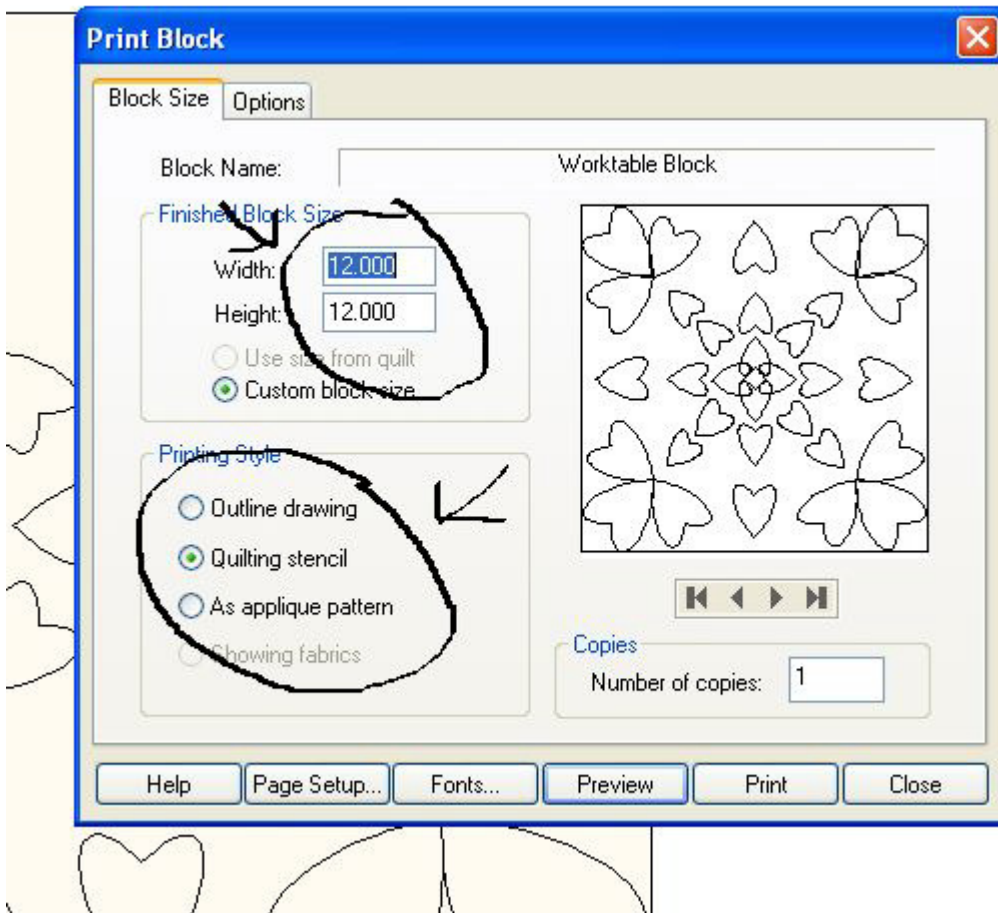 Print Block
Block Size Options
Block Name: Worktable Block
Finished Block Size
Width: 12.000
Height: 12.000
Use size from quilt
Custom block size
Printing Style
Outline drawing
Quilting stencil
As applique pattern
Showing fabrics
Copies
Number of copies: 1
Help Page Setup... Fonts... Preview Print Close